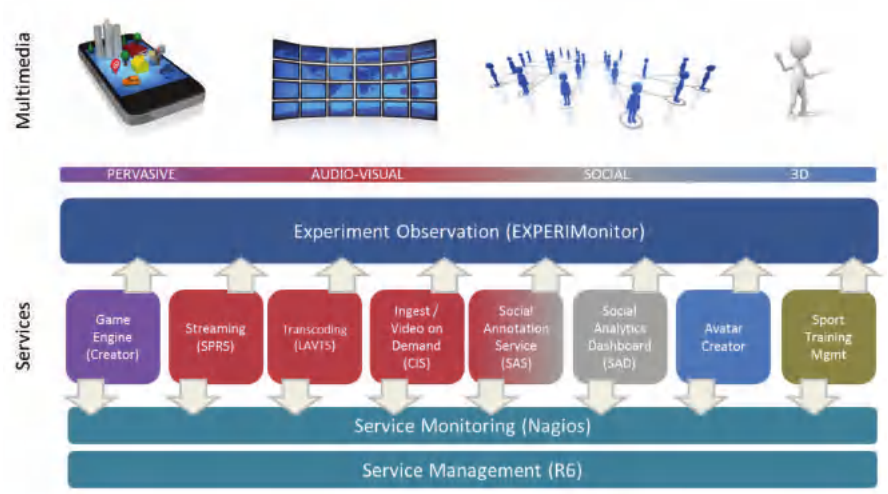 Multimedia
PERVASIVE
AUDIO-VISUAL
SOCIAL
3D
Experiment Observation (EXPERIMonitor)
Services
Game
Engine
(Creator)
Streaming
(SPRS)
Transcoding
(LAVTS)
Ingest /
Video on
Demand
(CIS)
Social
Annotation
Service
(SAS)
Social
Analytics
Dashboard
(SAD)
Avatar
Creator
Sport
Training
Mgmt
Service Monitoring (Nagios)
Service Management (R6)